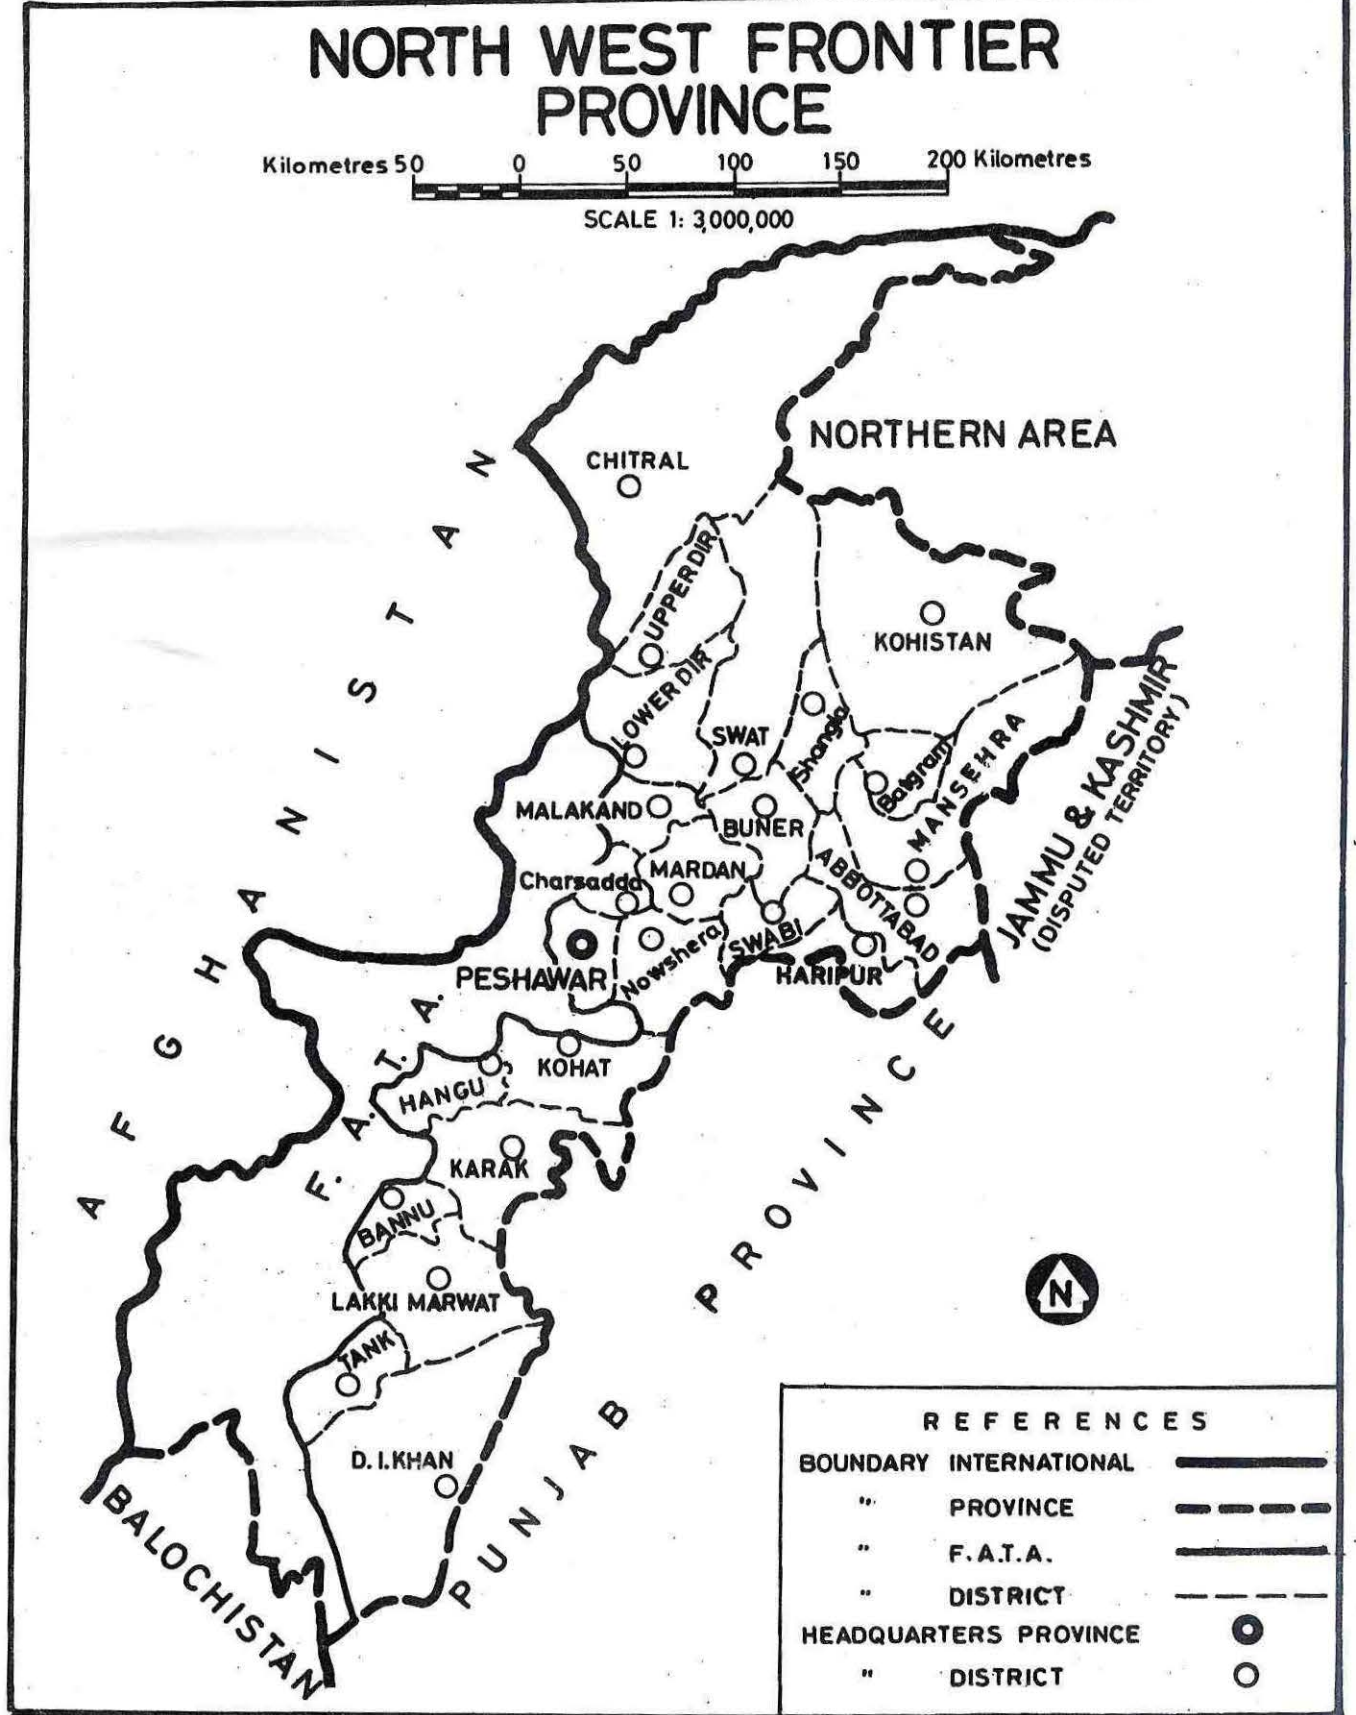 NORTH WEST FRONTIER
PROVINCE
Kilometres 50 0 50 100 150 200 Kilometres
SCALE 1: 3,000,000
NORTHERN AREA
CHITRAL
AFGHANISTAN
UPPER DIR
KOHISTAN
LOWER DIR
SWAT
Shangla
Batgram
MANSEHRA
JAMMU & KASHMIR
(DISPUTED TERRITORY)
MALAKAND
BUNER
MARDAN
ABBOTTABAD
Charsadda
SWABI
Nowshera
PESHAWAR
HARIPUR
F.A.T.A.
KOHAT
HANGU
F.A.
KARAK
BANNU
PUNJAB PROVINCE
N
LAKKI MARWAT
TANK
D.I.KHAN
BALOCHISTAN
REFERENCES
BOUNDARY INTERNATIONAL
" PROVINCE
" F.A.T.A.
" DISTRICT
HEADQUARTERS PROVINCE
" DISTRICT